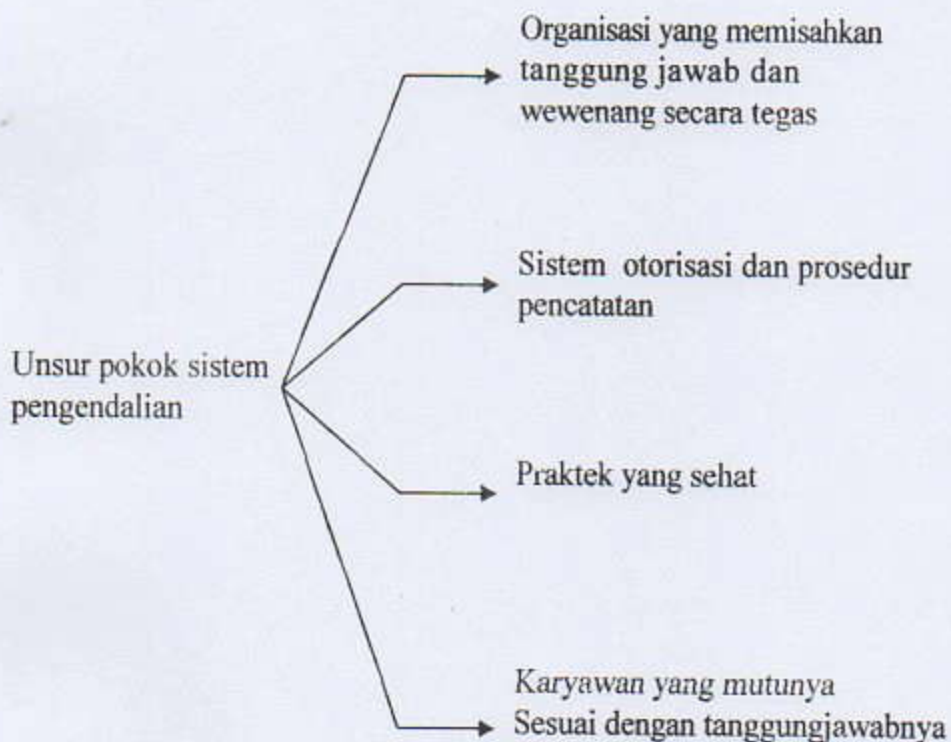 Organisasi yang memisahkan
tanggung jawab dan
wewenang secara tegas
Sistem otorisasi dan prosedur
pencatatan
Unsur pokok sistem
pengendalian
Praktek yang sehat
Karyawan yang mutunya
Sesuai dengan tanggungjawabnya